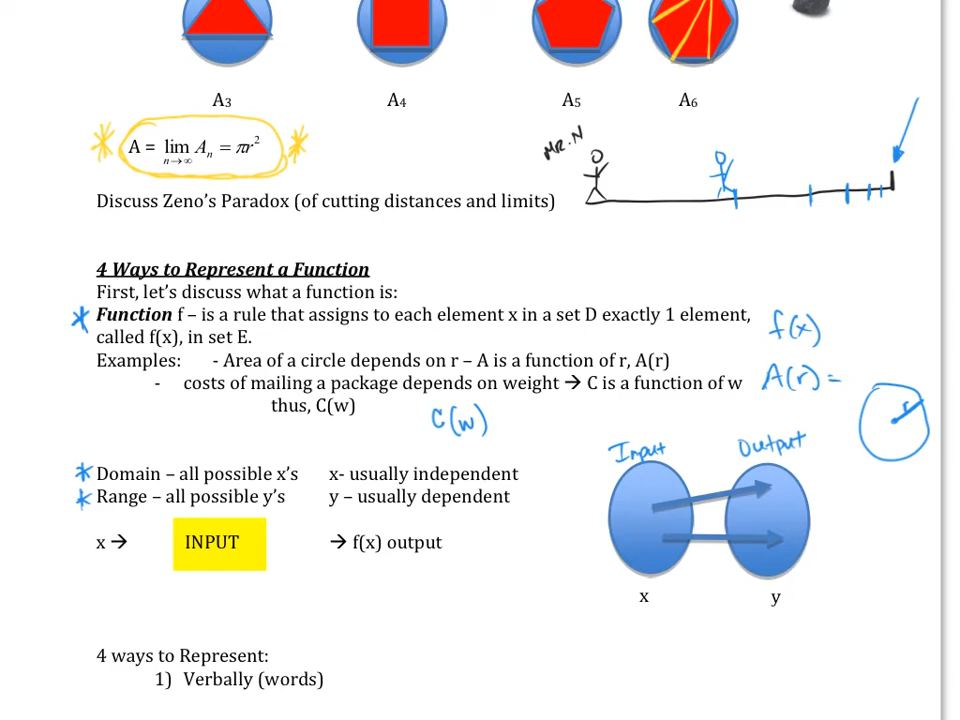 A3 A4 A5 A6
A = lim n→∞ Aₙ = πr²
MR. N
Discuss Zeno's Paradox (of cutting distances and limits)
4 Ways to Represent a Function
First, let's discuss what a function is:
Function f – is a rule that assigns to each element x in a set D exactly 1 element,
called f(x), in set E.
f(x)
Examples: - Area of a circle depends on r – A is a function of r, A(r)
- costs of mailing a package depends on weight → C is a function of w
A(r) =
thus, C(w)
C(w)
r
Input Output
Domain – all possible x's x- usually independent
Range – all possible y's y – usually dependent
x → INPUT → f(x) output
x y
4 ways to Represent:
1) Verbally (words)